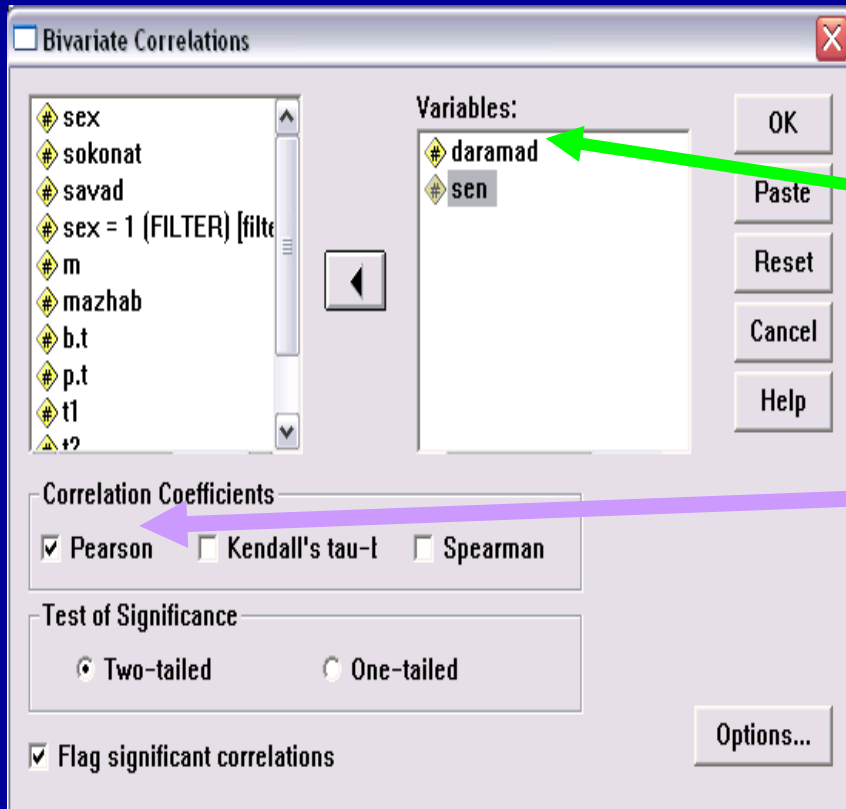 Bivariate Correlations
sex
sokonat
savad
sex = 1 (FILTER) [filte
m
mazhab
b.t
p.t
t1
t2
Variables:
daramad
sen
OK
Paste
Reset
Cancel
Help
Correlation Coefficients
Pearson
Kendall's tau-b
Spearman
Test of Significance
Two-tailed
One-tailed
Flag significant correlations
Options...